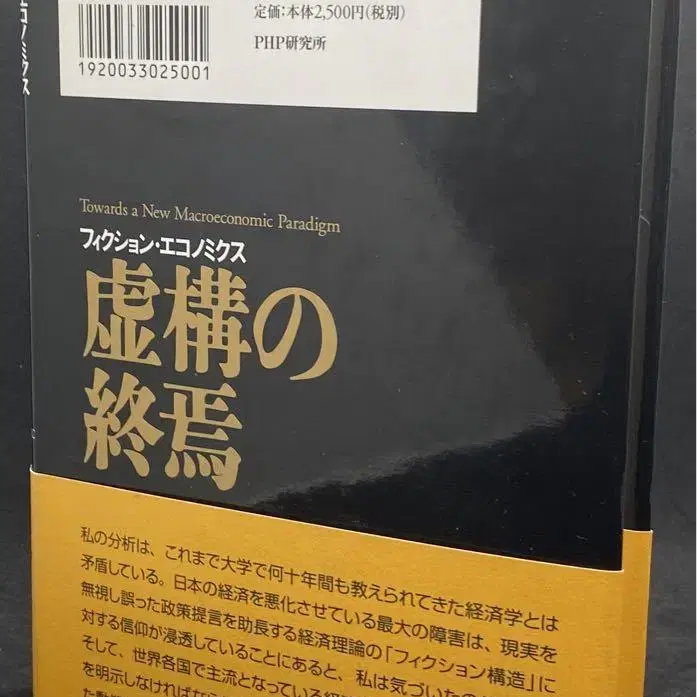 エコノミクス
定価:本体2,500円(税別)
PHP研究所
1920033025001
Towards a New Macroeconomic Paradigm
フィクション・エコノミクス
虚構の
終焉
私の分析は、これまで大学で何十年間も教えられてきた経済学とは
矛盾している。日本の経済を悪化させている最大の障害は、現実を
無視し誤った政策提言を助長する経済理論の「フィクション構造」に
対する信仰が浸透していることにあると、私は気づいたの
そして、世界各国で主流となっている経
を明示しなければなら